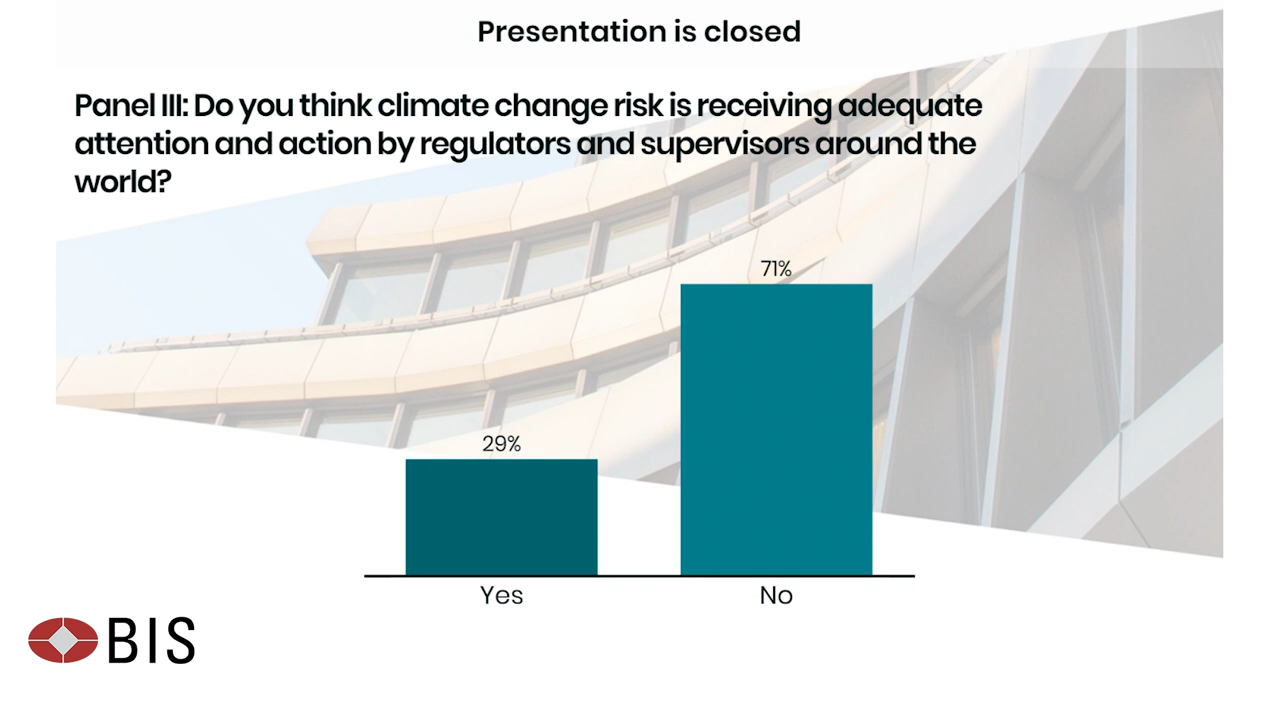 Presentation is closed
Panel III: Do you think climate change risk is receiving adequate
attention and action by regulators and supervisors around the
world?
71%
29%
Yes
No
BIS